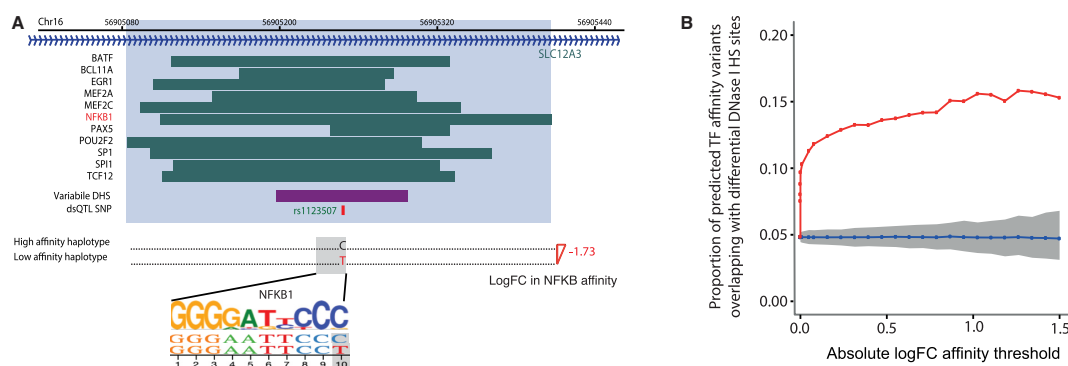 A
Chr16
56905080 56905200 56905320 56905440
SLC12A3
BATF
BCL11A
EGR1
MEF2A
MEF2C
NFKB1
PAX5
POU2F2
SP1
SPI1
TCF12
Variabile DHS
dsQTL SNP
rs1123507
High affinity haplotype
C
Low affinity haplotype
T
-1.73
LogFC in NFKB affinity
NFKB1
GGGGATTCCC
GGGAATTCCC
GGGAATTCCT
1 2 3 4 5 6 7 8 9 10
B
Proportion of predicted TF affinity variants
overlapping with differential DNase I HS sites
0.20
0.15
0.10
0.05
0.00
0.0 0.5 1.0 1.5
Absolute logFC affinity threshold